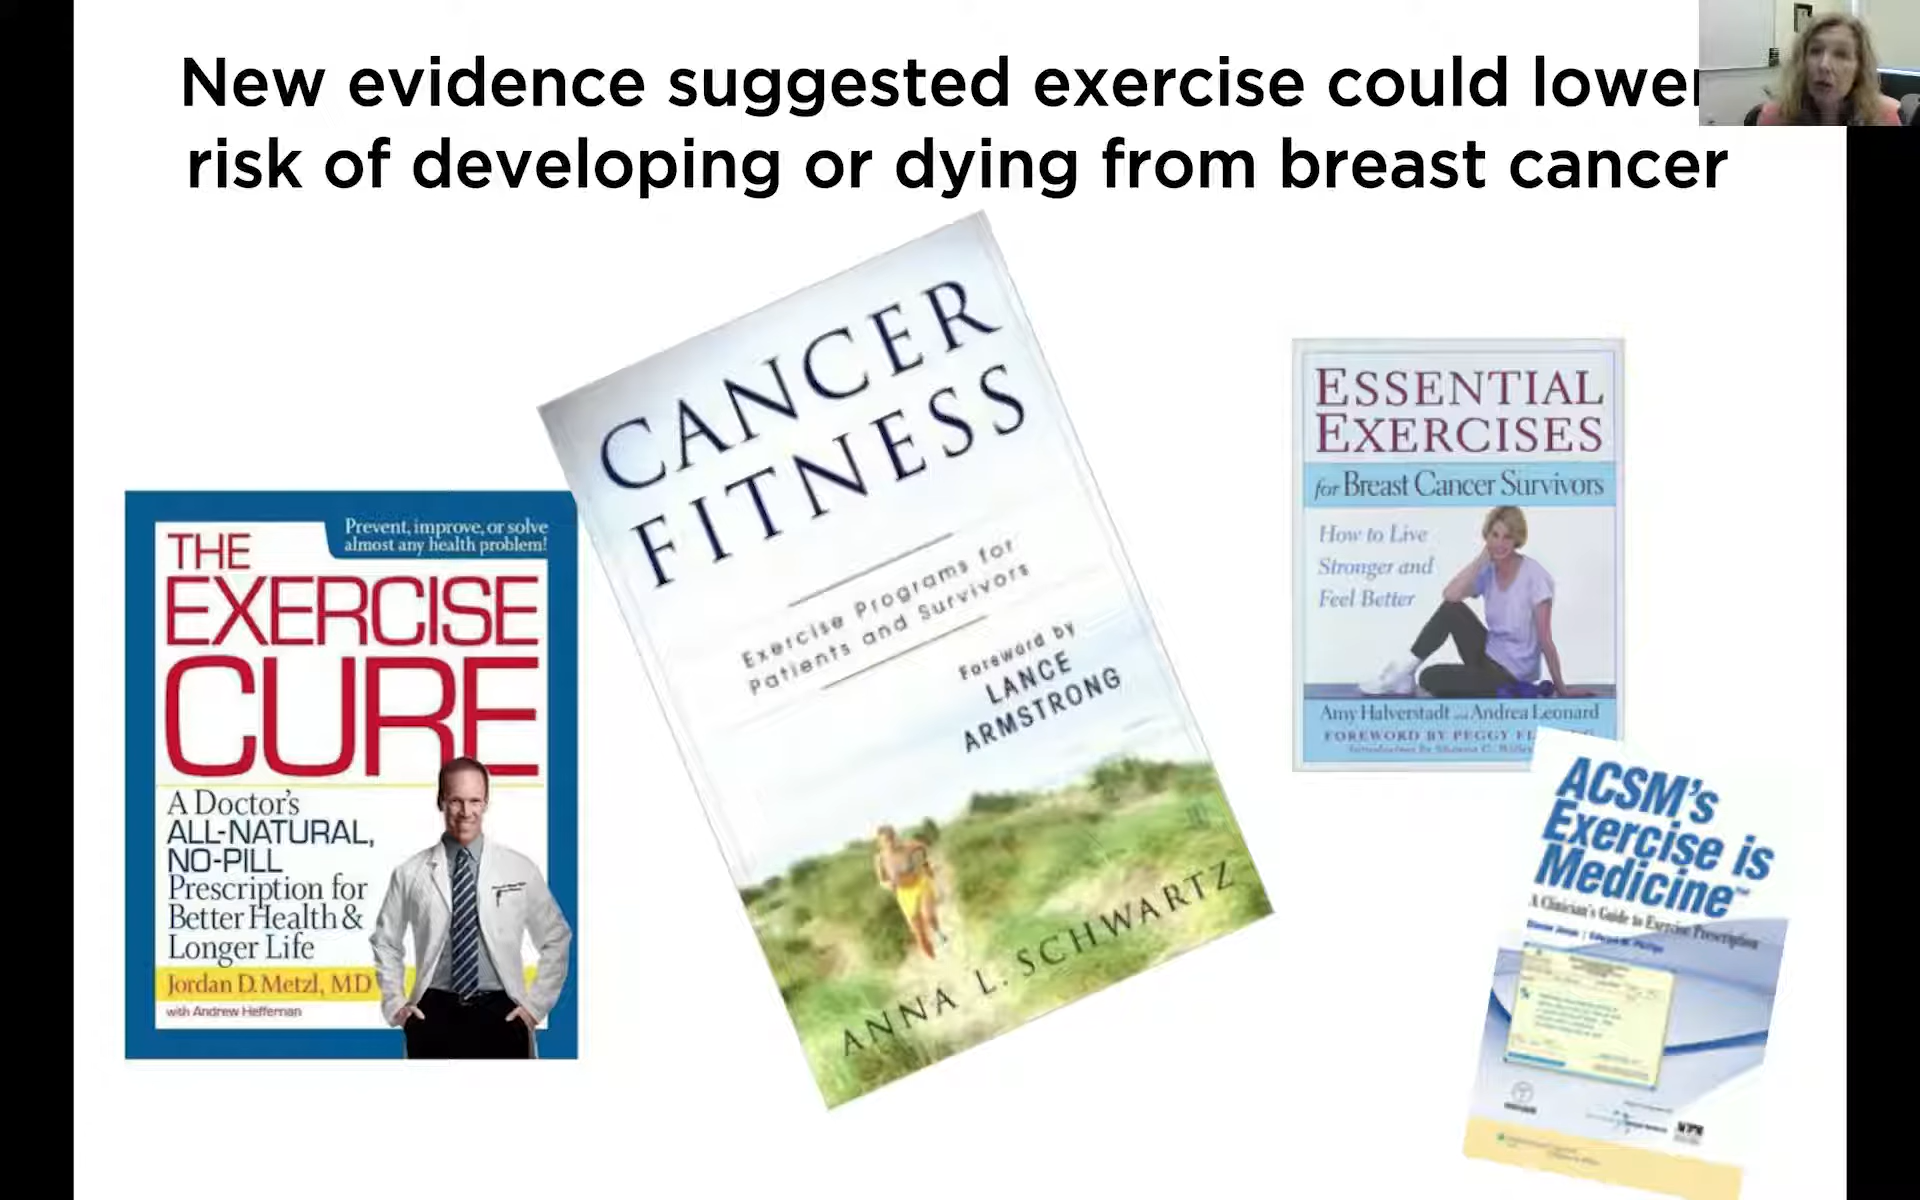 New evidence suggested exercise could lower
risk of developing or dying from breast cancer
Prevent, improve, or solve
almost any health problem!
THE
EXERCISE
CURE
A Doctor's
ALL-NATURAL,
NO-PILL
Prescription for
Better Health &
Longer Life
Jordan D. Metzl, MD
with Andrew Heffernan
CANCER
FITNESS
Exercise Programs for
Patients and Survivors
Foreword by
LANCE
ARMSTRONG
ANNA L. SCHWARTZ
ESSENTIAL
EXERCISES
for Breast Cancer Survivors
How to Live
Stronger and
Feel Better
Amy Halverstadt and Andrea Leonard
FOREWORD BY PEGGY
ACSM's
Exercise is
Medicine™
A Clinician's Guide to Exercise Prescription